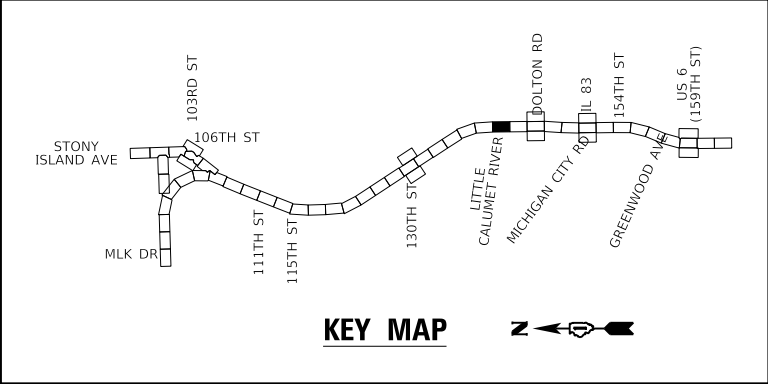 103RD ST
106TH ST
STONY
ISLAND AVE
MLK DR
111TH ST
115TH ST
130TH ST
LITTLE
CALUMET RIVER
DOLTON RD
MICHIGAN CITY RD
IL 83
154TH ST
GREENWOOD AVE
US 6
(159TH ST)
KEY MAP
N